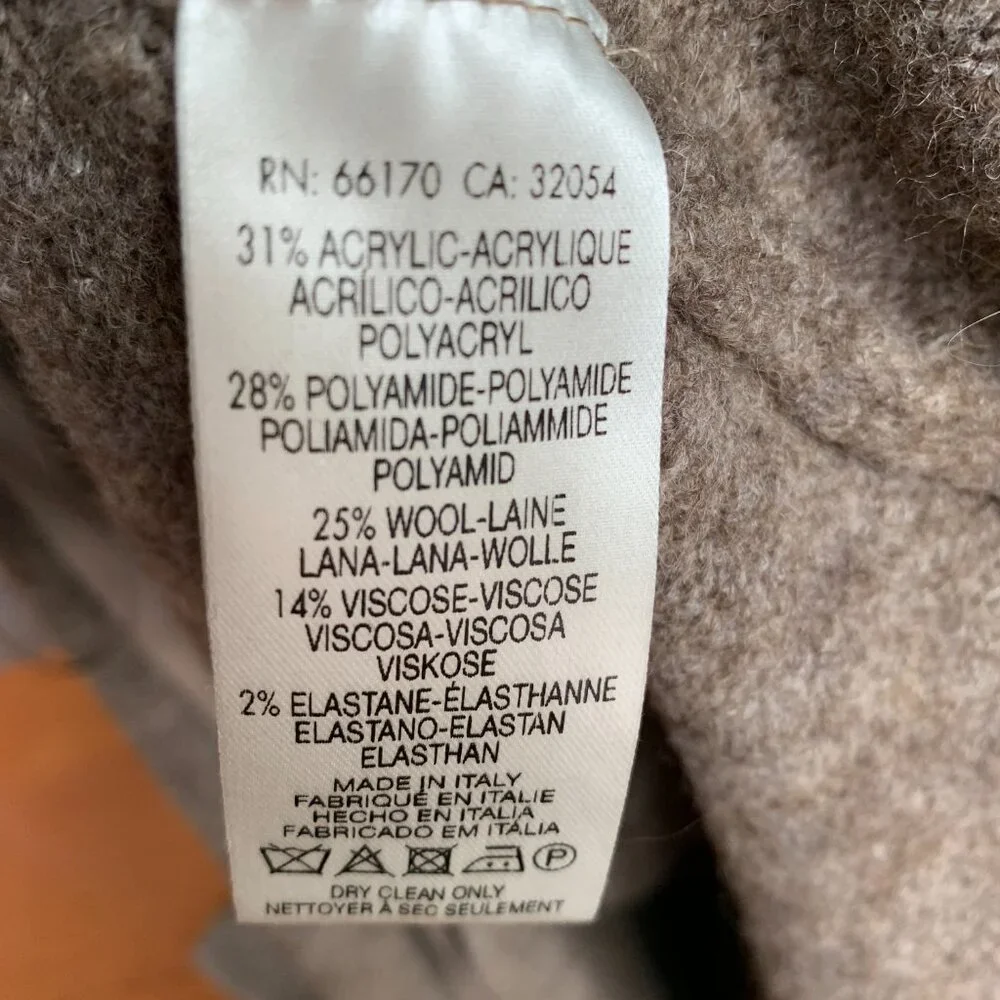 RN: 66170 CA: 32054
31% ACRYLIC-ACRYLIQUE
ACRÍLICO-ACRILICO
POLYACRYL
28% POLYAMIDE-POLYAMIDE
POLIAMIDA-POLIAMMIDE
POLYAMID
25% WOOL-LAINE
LANA-LANA-WOLLE
14% VISCOSE-VISCOSE
VISCOSA-VISCOSA
VISKOSE
2% ELASTANE-ÉLASTHANNE
ELASTANO-ELASTAN
ELASTHAN
MADE IN ITALY
FABRIQUÉ EN ITALIE
HECHO EN ITALIA
FABRICADO EM ITÁLIA
P
DRY CLEAN ONLY
NETTOYER À SEC SEULEMENT